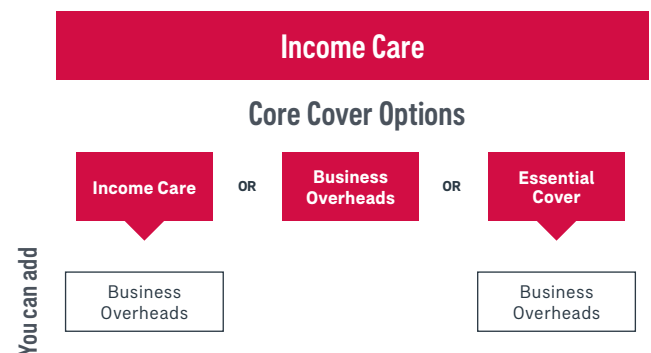 Income Care
Core Cover Options
Income Care
OR
Business
Overheads
OR
Essential
Cover
You can add
Business
Overheads
Business
Overheads